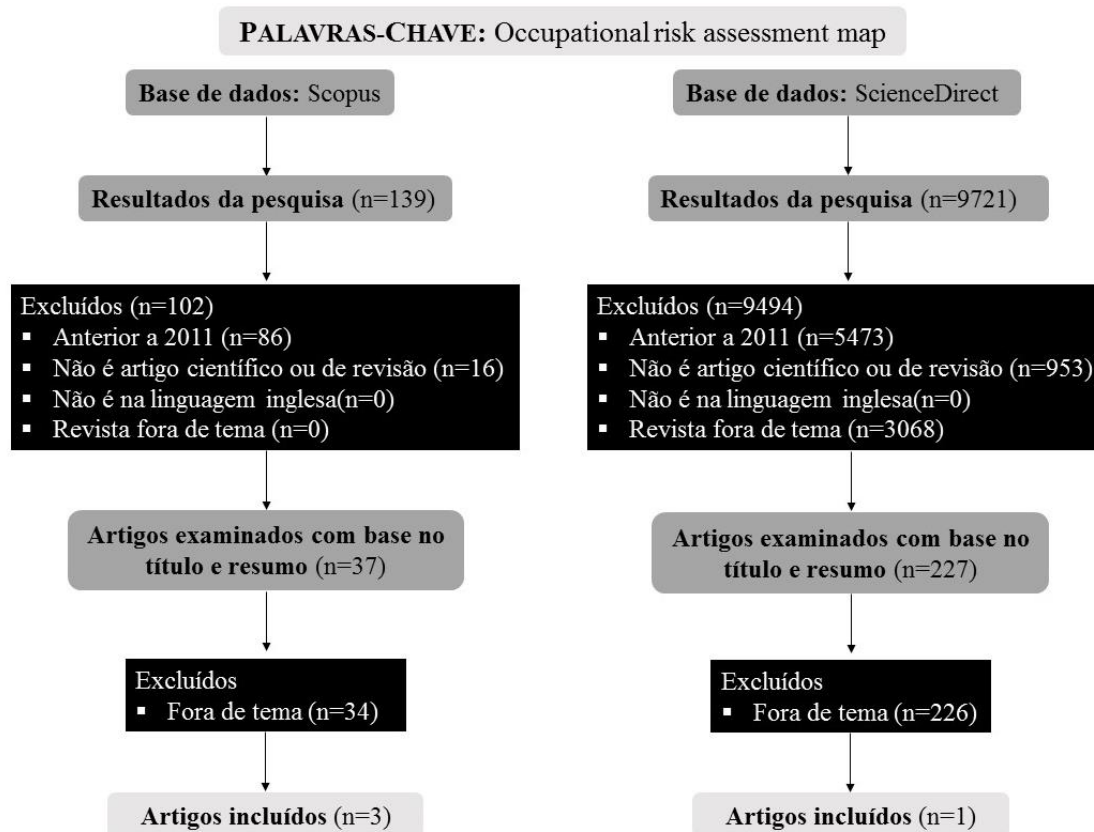 PALAVRAS-CHAVE: Occupational risk assessment map
Base de dados: Scopus
Resultados da pesquisa (n=139)
Excluídos (n=102)
▪ Anterior a 2011 (n=86)
▪ Não é artigo científico ou de revisão (n=16)
▪ Não é na linguagem inglesa(n=0)
▪ Revista fora de tema (n=0)
Artigos examinados com base no
título e resumo (n=37)
Excluídos
▪ Fora de tema (n=34)
Artigos incluídos (n=3)
Base de dados: ScienceDirect
Resultados da pesquisa (n=9721)
Excluídos (n=9494)
▪ Anterior a 2011 (n=5473)
▪ Não é artigo científico ou de revisão (n=953)
▪ Não é na linguagem inglesa(n=0)
▪ Revista fora de tema (n=3068)
Artigos examinados com base no
título e resumo (n=227)
Excluídos
▪ Fora de tema (n=226)
Artigos incluídos (n=1)